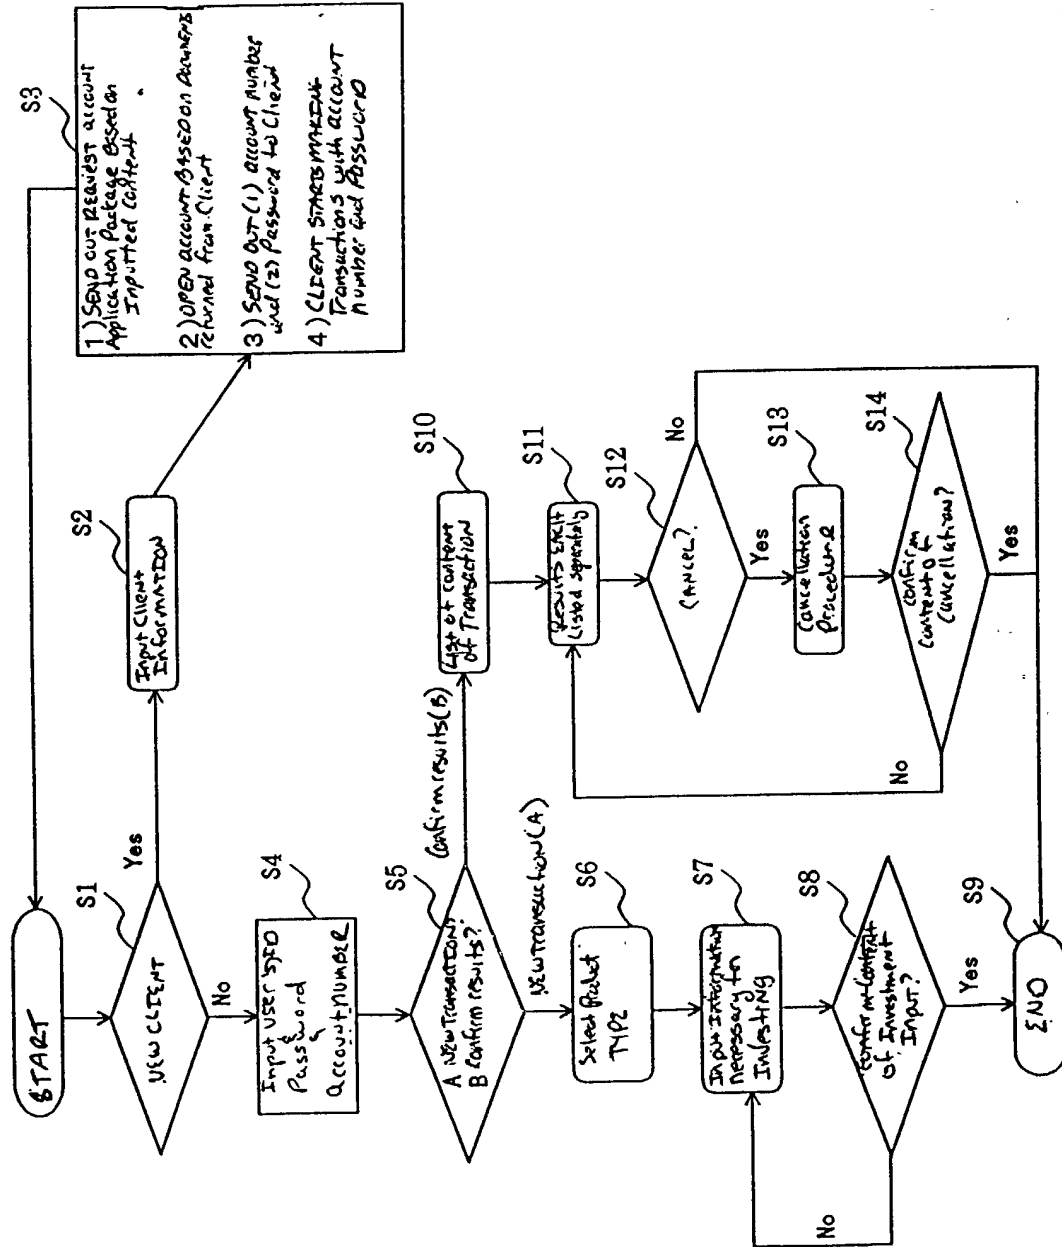 START
S1
NEW CLIENT
Yes
No
S2
Input Client
Information
S3
1) SEND OUT REQUEST account
Application Package Based on
Inputted Content
2) OPEN account BASED on Documents
returned from Client
3) SEND OUT (1) account number
and (2) Password to Client
4) CLIENT STARTS MAKING
Transactions with account
Number and Password
S4
Input User's ID
Password
&
account number
S5
A NEW TRANSACTIONS
B Confirm results?
Confirm results (B)
NEW TRANSACTION (A)
S6
Select Product
TYPE
S7
Input Information
necessary for
Investing
S8
Confirm Content
of Investment
Input?
No
Yes
S9
END
S10
List of content
of Transaction
S11
Results Each
Listed separately
S12
CANCEL?
No
Yes
S13
Cancellation
Procedure
S14
Confirm
Content of
Cancellation?
No
Yes